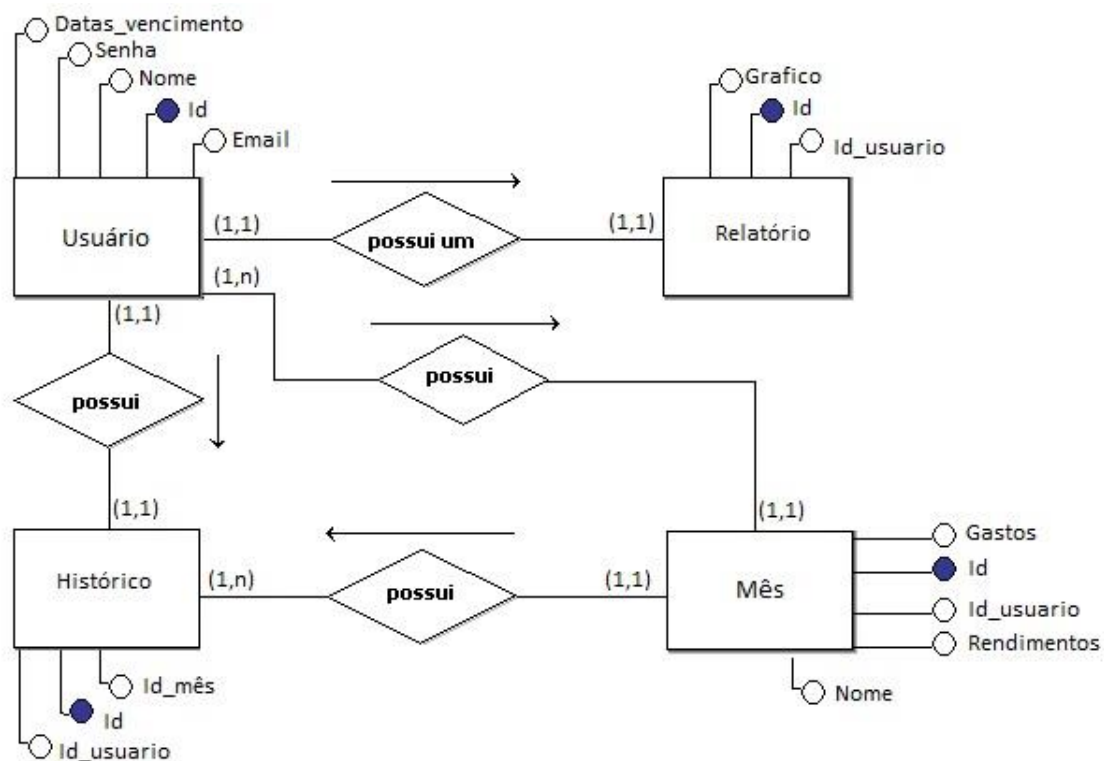 Datas_vencimento
Senha
Nome
Id
Email
Grafico
Id
Id_usuario
Usuário
(1,1)
possui um
(1,1)
Relatório
(1,n)
(1,1)
possui
possui
(1,1)
(1,1)
Histórico
(1,n)
possui
(1,1)
Mês
Gastos
Id
Id_usuario
Rendimentos
Nome
Id_mês
Id
Id_usuario